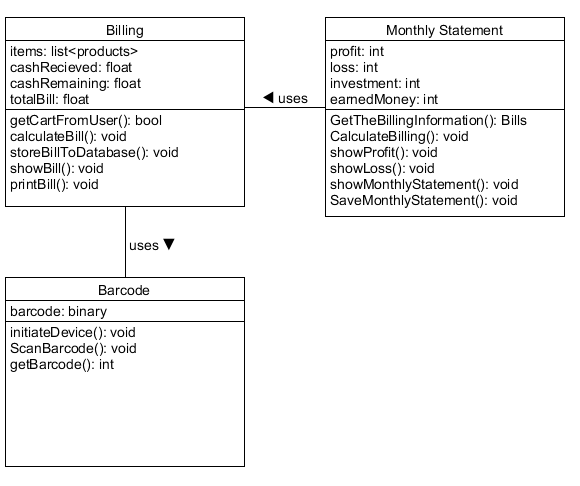 Billing
items: list<products>
cashRecieved: float
cashRemaining: float
totalBill: float
getCartFromUser(): bool
calculateBill(): void
storeBillToDatabase(): void
showBill(): void
printBill(): void
◀ uses
Monthly Statement
profit: int
loss: int
investment: int
earnedMoney: int
GetTheBillingInformation(): Bills
CalculateBilling(): void
showProfit(): void
showLoss(): void
showMonthlyStatement(): void
SaveMonthlyStatement(): void
uses ▼
Barcode
barcode: binary
initiateDevice(): void
ScanBarcode(): void
getBarcode(): int